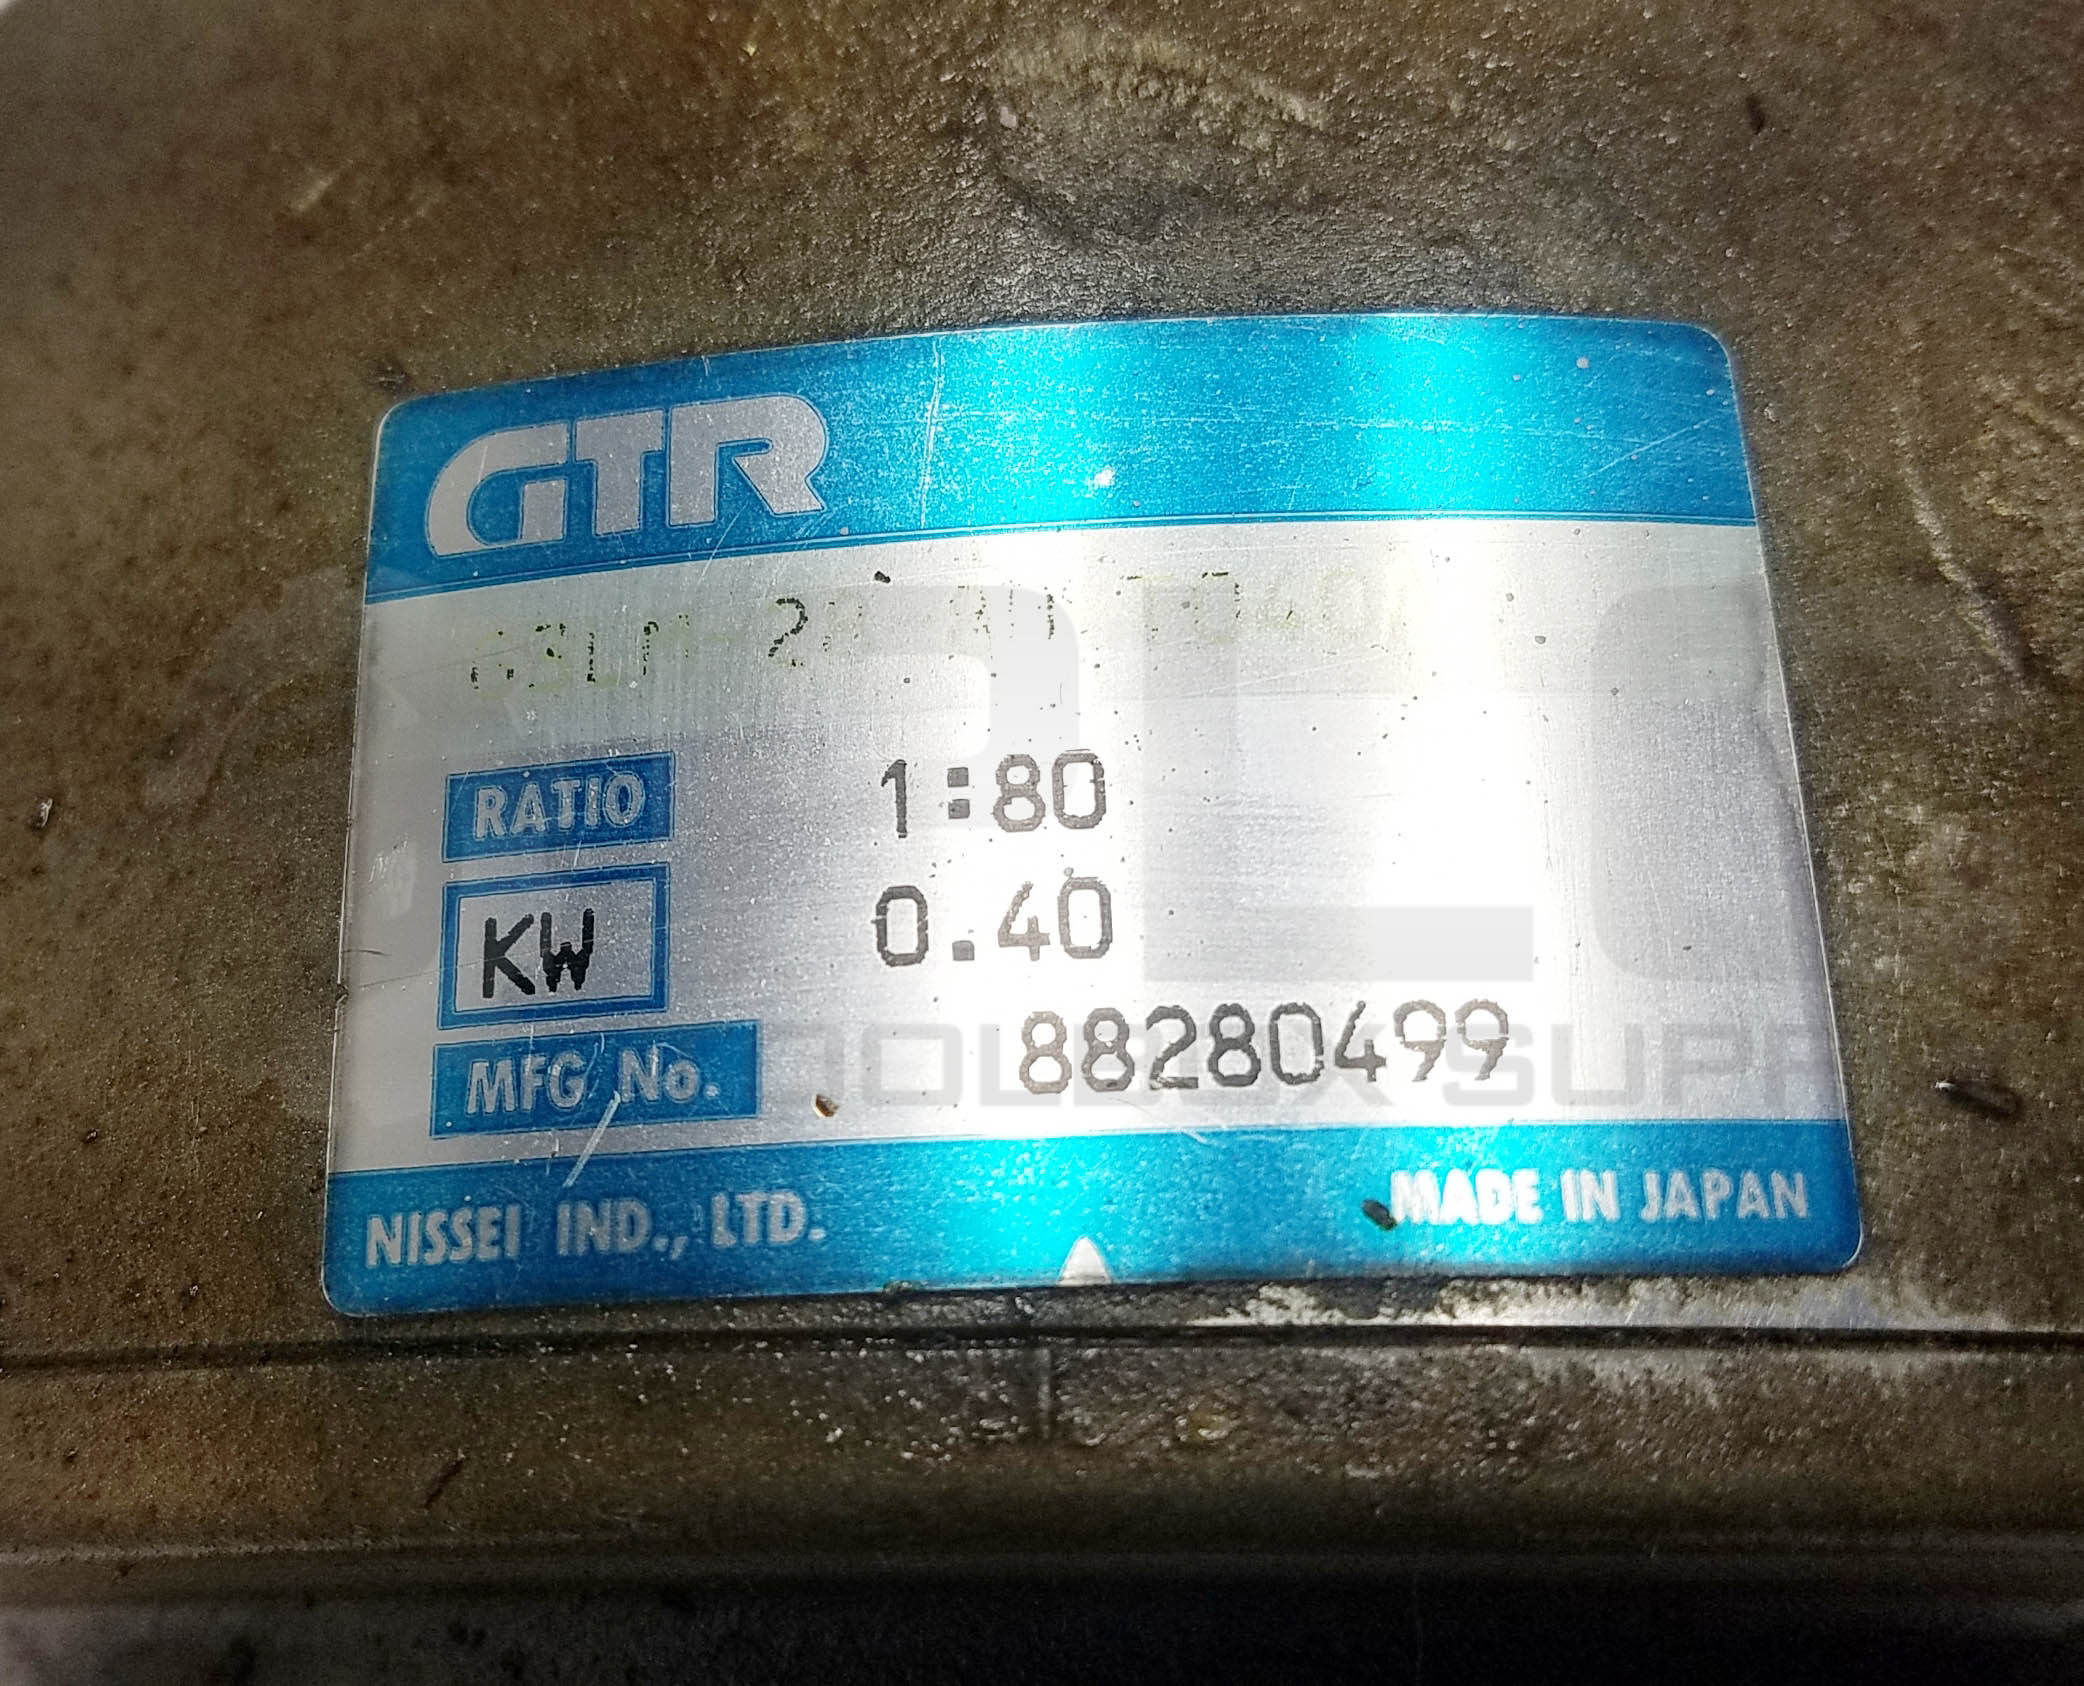 GTR
RATIO 1:80
KW 0.40
MFG No. 88280499
NISSEI IND., LTD. MADE IN JAPAN